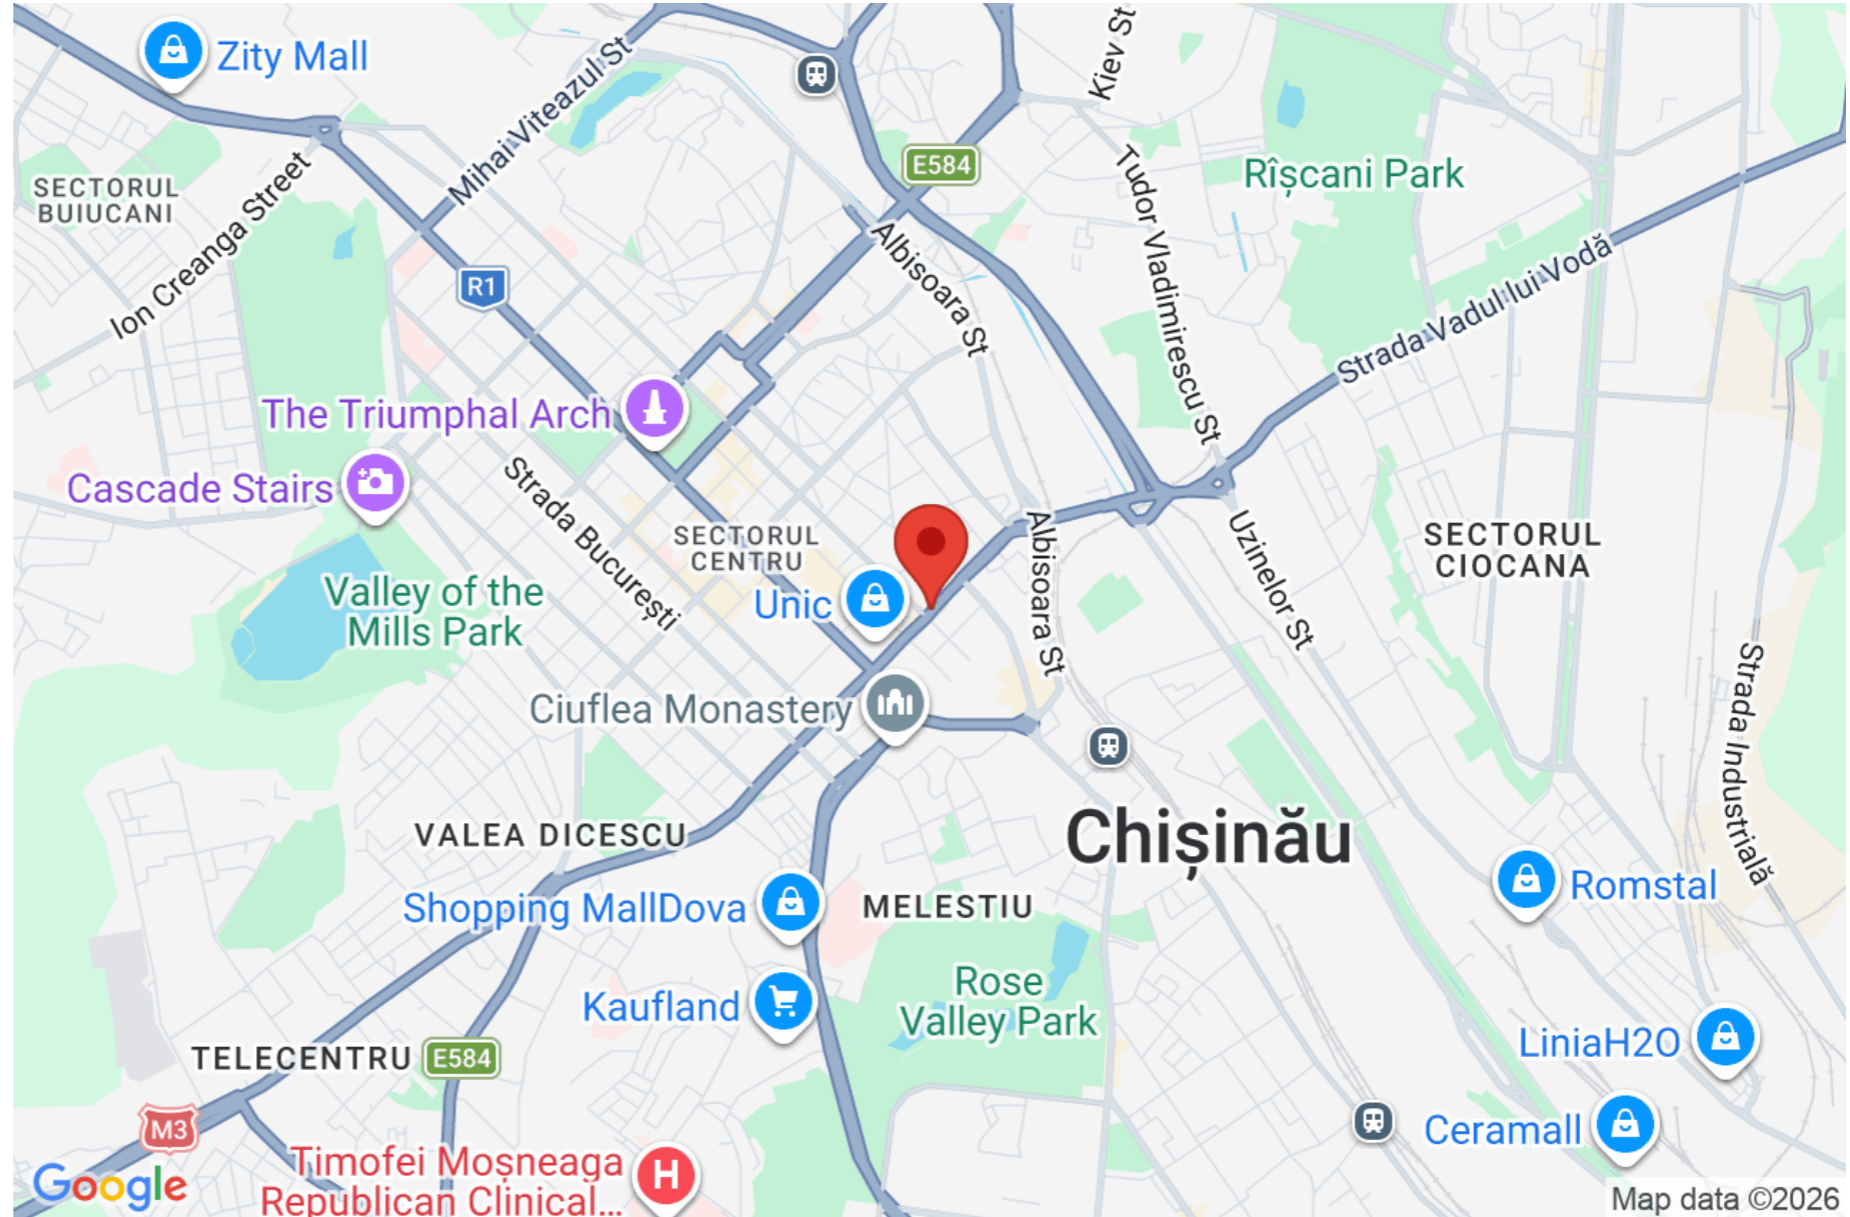 Zity Mall
Mihai Viteazul St
Kiev St
E584
SECTORUL
BUIUCANI
Ion Creanga Street
Rîșcani Park
Tudor Vladimirescu St
Albisoara St
R1
Strada Vadul lui Vodă
The Triumphal Arch
Cascade Stairs
Strada București
SECTORUL
CENTRU
Albisoara St
Uzinelor St
SECTORUL
CIOCANA
Valley of the
Mills Park
Unic
Strada Industrială
Ciuflea Monastery
Chișinău
VALEA DICESCU
Shopping MallDova
MELESTIU
Romstal
Rose
Valley Park
Kaufland
LiniaH2O
TELECENTRU
E584
M3
Ceramall
Timofei Moșneaga
Republican Clinical...
H
Google
Map data ©2026